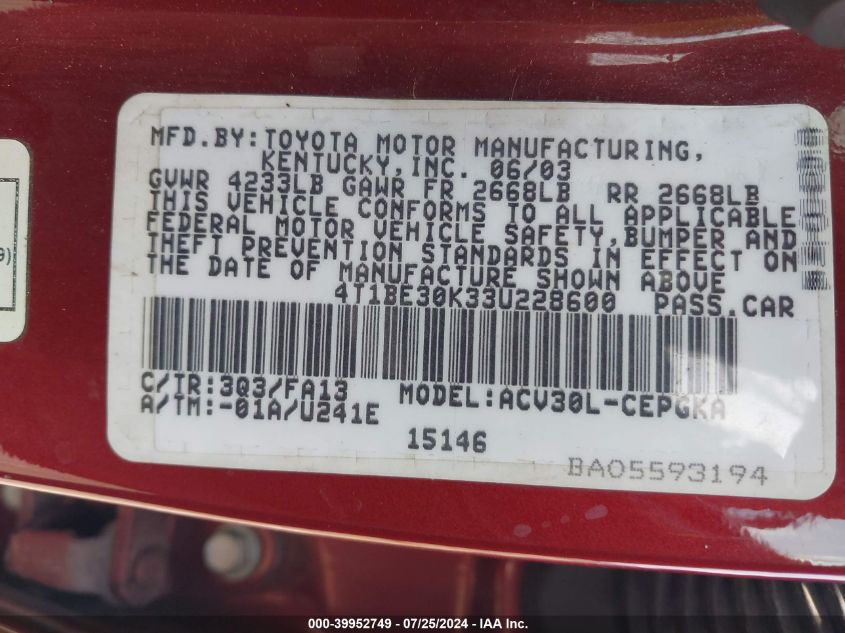 MFD.BY:TOYOTA MOTOR MANUFACTURING,
KENTUCKY,INC. 06/03
GVWR 4233LB GAWR FR 2668LB RR 2668LB
THIS VEHICLE CONFORMS TO ALL APPLICABLE
FEDERAL MOTOR VEHICLE SAFETY,BUMPER AND
THEFT PREVENTION STANDARDS IN EFFECT ON
THE DATE OF MANUFACTURE SHOWN ABOVE
4T1BE30K33U228600 PASS.CAR
C/TR:3Q3/FA13 MODEL:ACV30L-CEPGKA
A/TM:-01A/U241E
15146
BA05593194
000-39952749 - 07/25/2024 - IAA Inc.